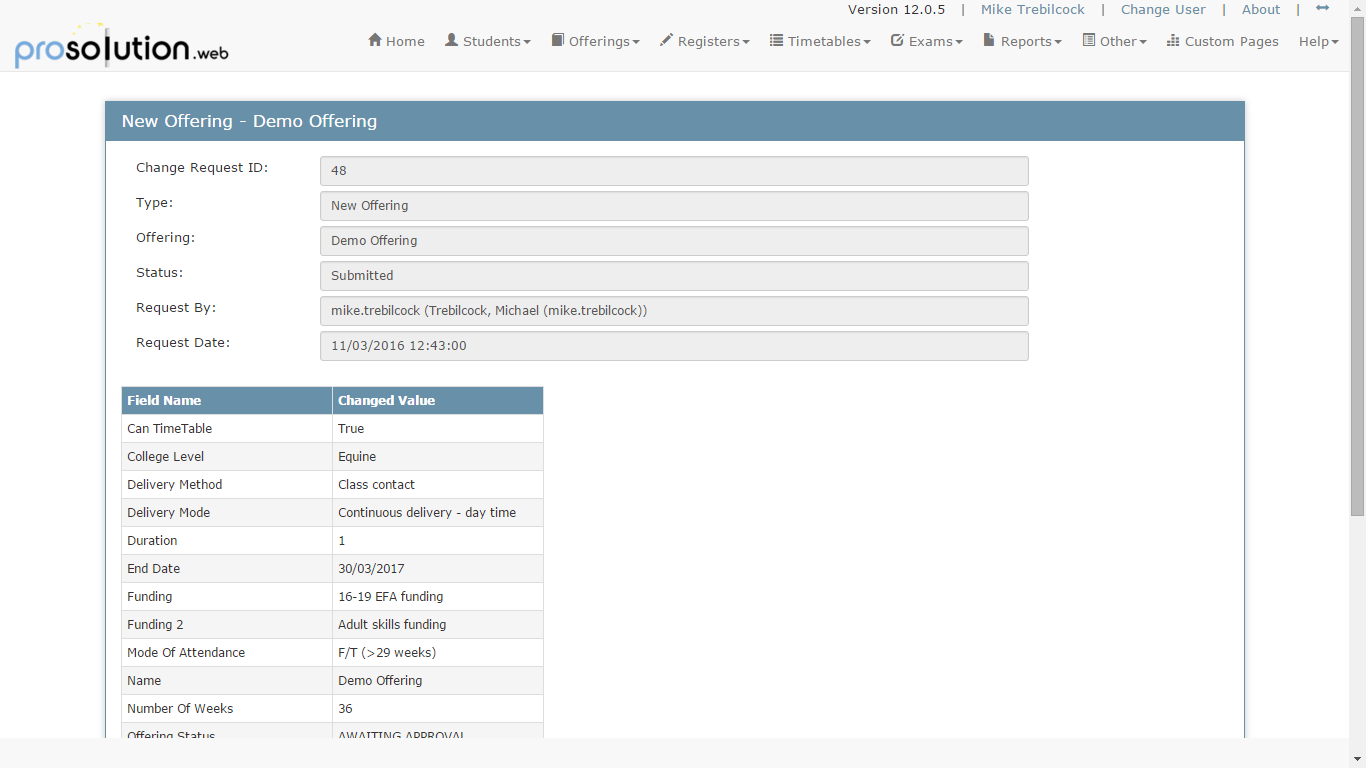 Version 12.0.5 | Mike Trebilcock | Change User | About |
prosolution.web
Home Students Offerings Registers Timetables Exams Reports Other Custom Pages Help
New Offering - Demo Offering
Change Request ID: 48
Type: New Offering
Offering: Demo Offering
Status: Submitted
Request By: mike.trebilcock (Trebilcock, Michael (mike.trebilcock))
Request Date: 11/03/2016 12:43:00
Field Name Changed Value
Can TimeTable True
College Level Equine
Delivery Method Class contact
Delivery Mode Continuous delivery - day time
Duration 1
End Date 30/03/2017
Funding 16-19 EFA funding
Funding 2 Adult skills funding
Mode Of Attendance F/T (>29 weeks)
Name Demo Offering
Number Of Weeks 36
Offering Status AWAITING APPROVAL